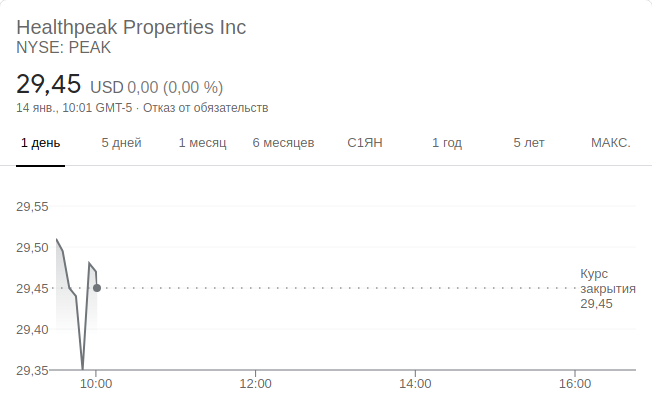 Healthpeak Properties Inc
NYSE: PEAK
29,45 USD 0,00 (0,00 %)
14 янв., 10:01 GMT-5 · Отказ от обязательств
1 день 5 дней 1 месяц 6 месяцев С1ЯН 1 год 5 лет МАКС.
29,55
29,50
29,45
29,40
29,35
Курс
закрытия
29,45
10:00 12:00 14:00 16:00